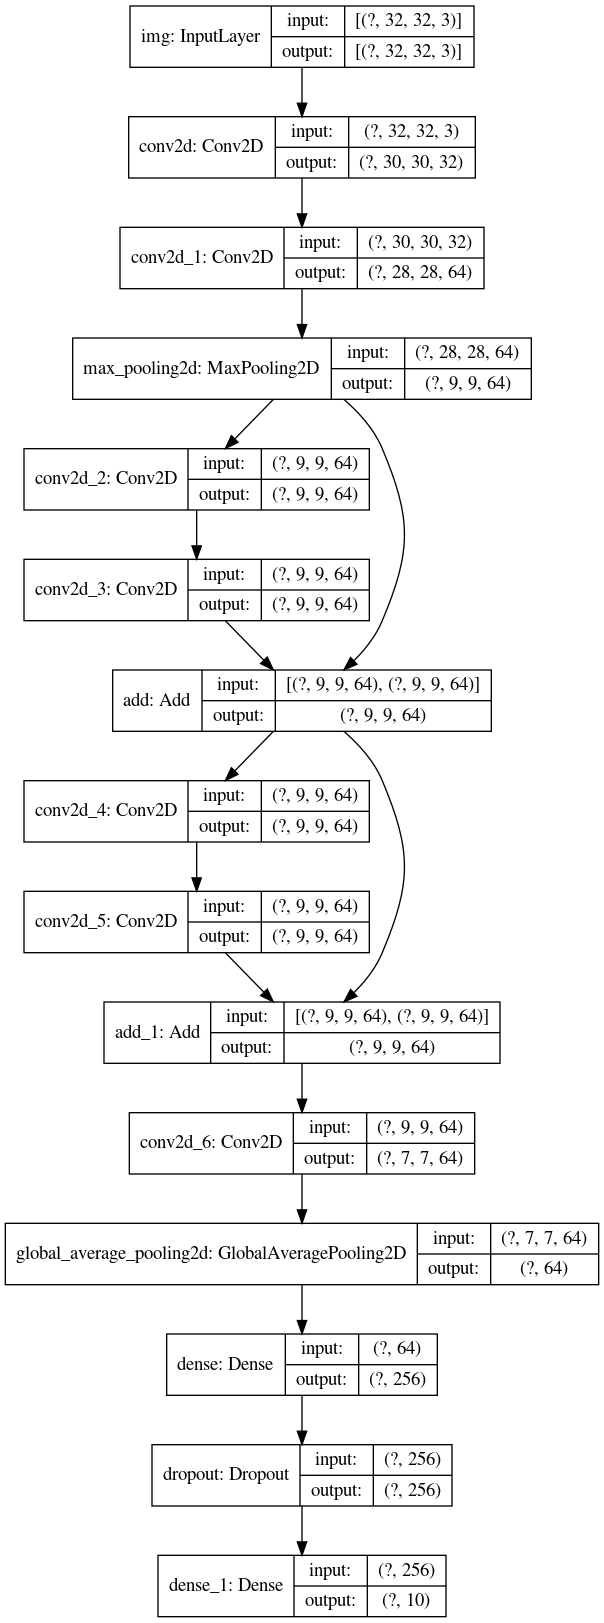 img: InputLayer
input:
[(?, 32, 32, 3)]
output:
[(?, 32, 32, 3)]
conv2d: Conv2D
input:
(?, 32, 32, 3)
output:
(?, 30, 30, 32)
conv2d_1: Conv2D
input:
(?, 30, 30, 32)
output:
(?, 28, 28, 64)
max_pooling2d: MaxPooling2D
input:
(?, 28, 28, 64)
output:
(?, 9, 9, 64)
conv2d_2: Conv2D
input:
(?, 9, 9, 64)
output:
(?, 9, 9, 64)
conv2d_3: Conv2D
input:
(?, 9, 9, 64)
output:
(?, 9, 9, 64)
add: Add
input:
[(?, 9, 9, 64), (?, 9, 9, 64)]
output:
(?, 9, 9, 64)
conv2d_4: Conv2D
input:
(?, 9, 9, 64)
output:
(?, 9, 9, 64)
conv2d_5: Conv2D
input:
(?, 9, 9, 64)
output:
(?, 9, 9, 64)
add_1: Add
input:
[(?, 9, 9, 64), (?, 9, 9, 64)]
output:
(?, 9, 9, 64)
conv2d_6: Conv2D
input:
(?, 9, 9, 64)
output:
(?, 7, 7, 64)
global_average_pooling2d: GlobalAveragePooling2D
input:
(?, 7, 7, 64)
output:
(?, 64)
dense: Dense
input:
(?, 64)
output:
(?, 256)
dropout: Dropout
input:
(?, 256)
output:
(?, 256)
dense_1: Dense
input:
(?, 256)
output:
(?, 10)